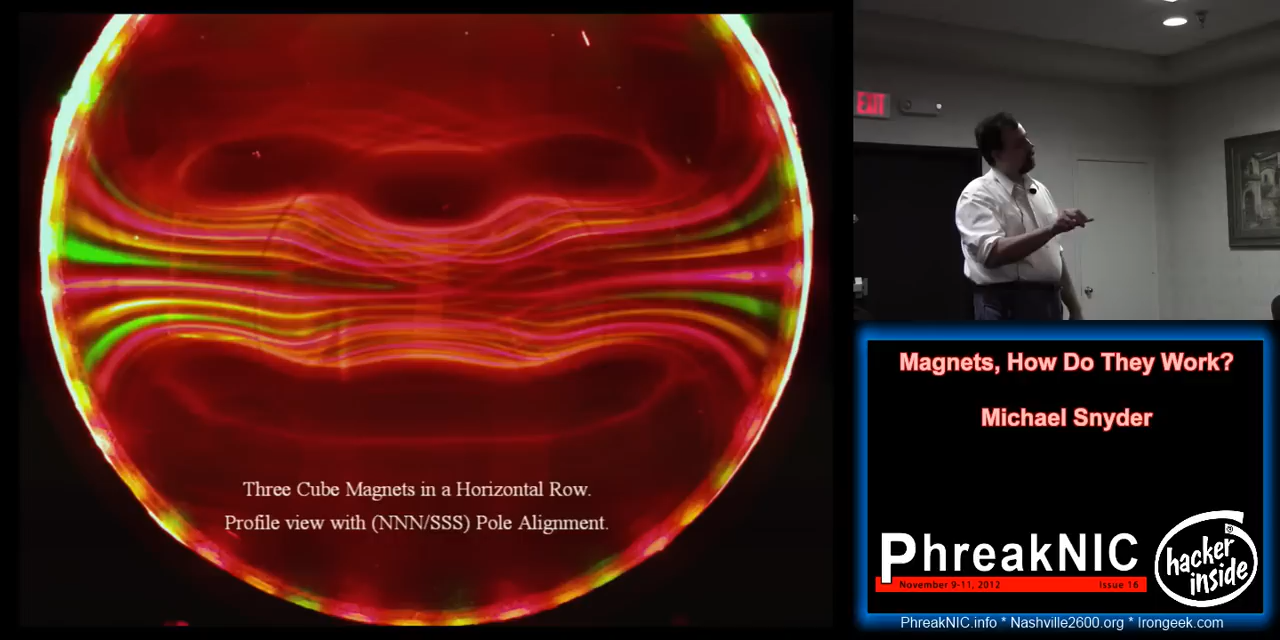 Three Cube Magnets in a Horizontal Row.
Profile view with (NNN/SSS) Pole Alignment.
EXIT
Magnets, How Do They Work?
Michael Snyder
PhreakNIC
November 9-11, 2012 Issue 16
hacker
inside
PhreakNIC.info * Nashville2600.org * Irongeek.com